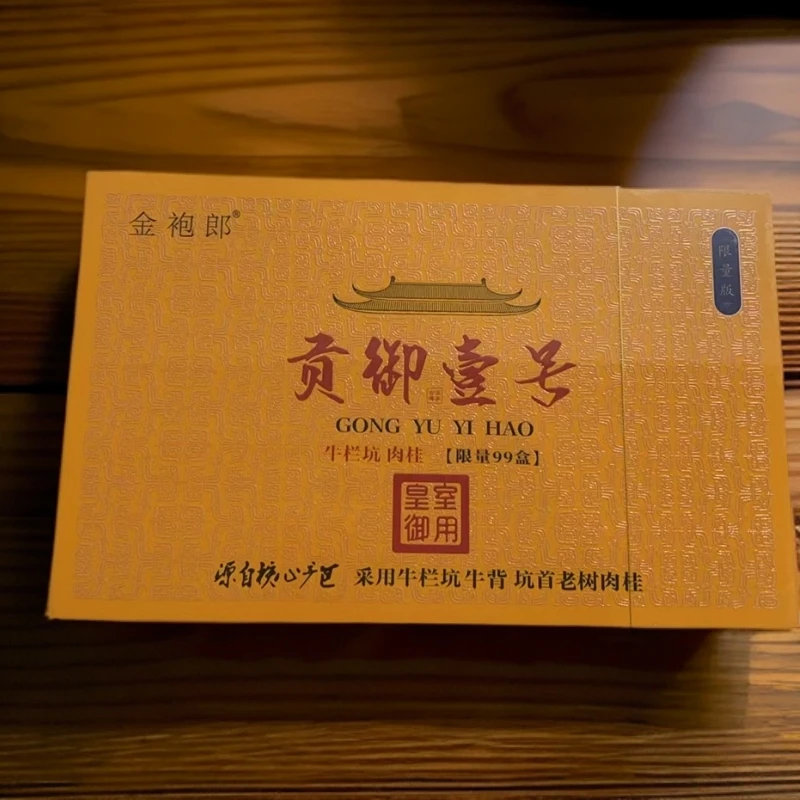 金袍郎®
限量版
贡御壹号
GONG YU YI HAO
牛栏坑 肉桂 【限量99盒】
皇室
御用
源自核心产区 采用牛栏坑牛背 坑首老树肉桂